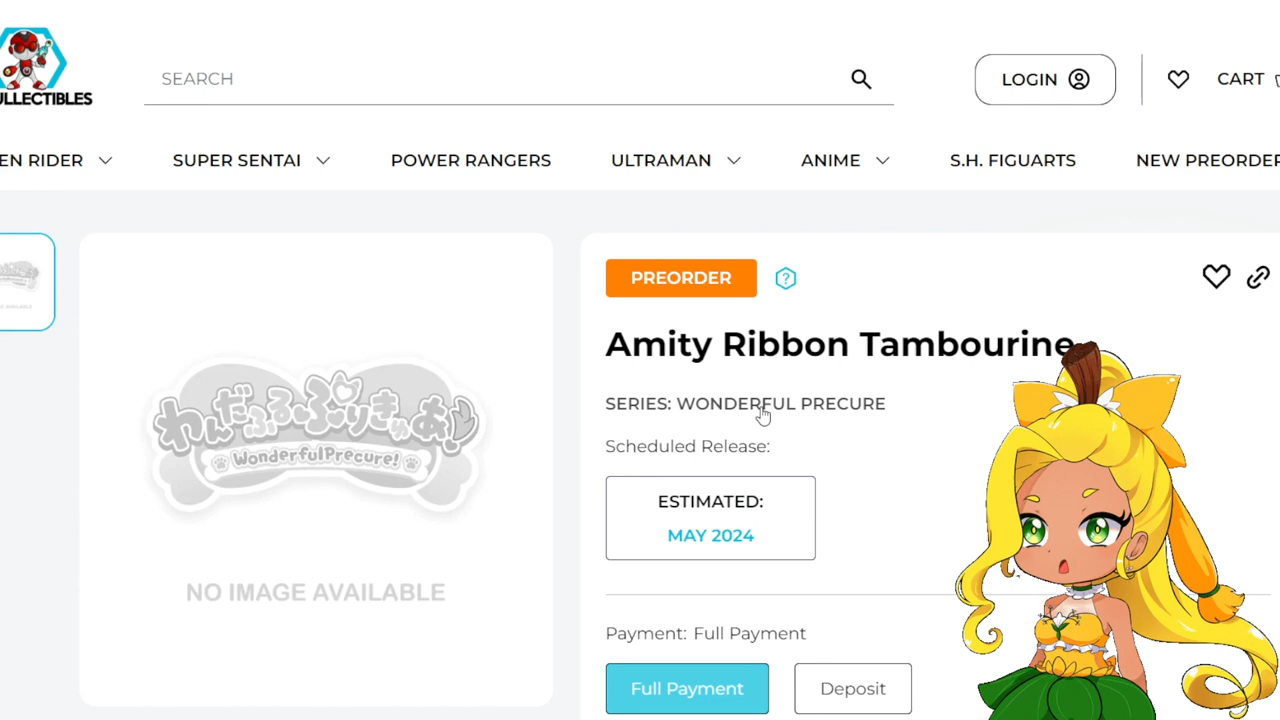 ULLECTIBLES
SEARCH
LOGIN
CART
EN RIDER
SUPER SENTAI
POWER RANGERS
ULTRAMAN
ANIME
S.H. FIGUARTS
NEW PREORDER
PREORDER
?
Amity Ribbon Tambourine
SERIES: WONDERFUL PRECURE
Scheduled Release:
ESTIMATED:
MAY 2024
わんだふるぷりきゅあ!
WonderfulPrecure!
NO IMAGE AVAILABLE
Payment: Full Payment
Full Payment
Deposit